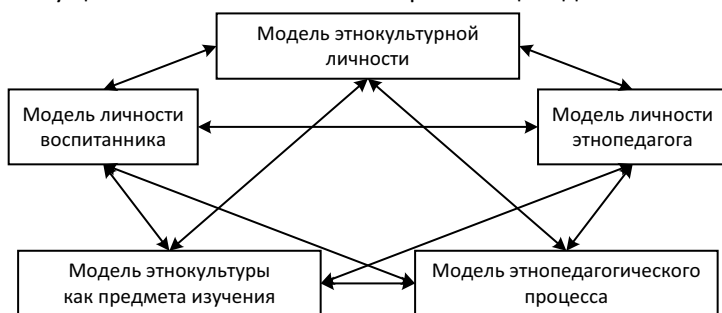 Модель этнокультурной
личности
Модель личности
воспитанника
Модель личности
этнопедагога
Модель этнокультуры
как предмета изучения
Модель этнопедагогического
процесса